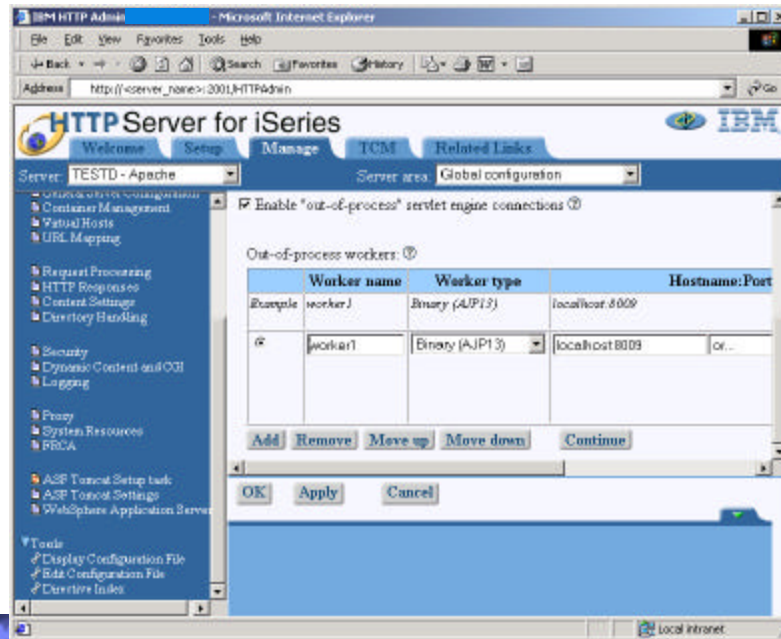 IBM HTTP Admin - Microsoft Internet Explorer
File Edit View Favorites Tools Help
Back Search Favorites History
Address http://<server_name>:2001/HTTPAdmin Go
HTTP Server for iSeries IBM
Welcome Setup Manage TCM Related Links
Server: TESTD - Apache Server area: Global configuration
General Server Configuration
Container Management
Virtual Hosts
URL Mapping
Request Processing
HTTP Responses
Content Settings
Directory Handling
Security
Dynamic Content and CGI
Logging
Proxy
System Resources
FRCA
ASF Tomcat Setup task
ASF Tomcat Settings
WebSphere Application Server
Tools
Display Configuration File
Edit Configuration File
Directive Index
Enable "out-of-process" servlet engine connections
Out-of-process workers:
Worker name Worker type Hostname:Port
Example worker1 Binary (AJP13) localhost:8009
worker1 Binary (AJP13) localhost:8009 or...
Add Remove Move up Move down Continue
OK Apply Cancel
Local intranet